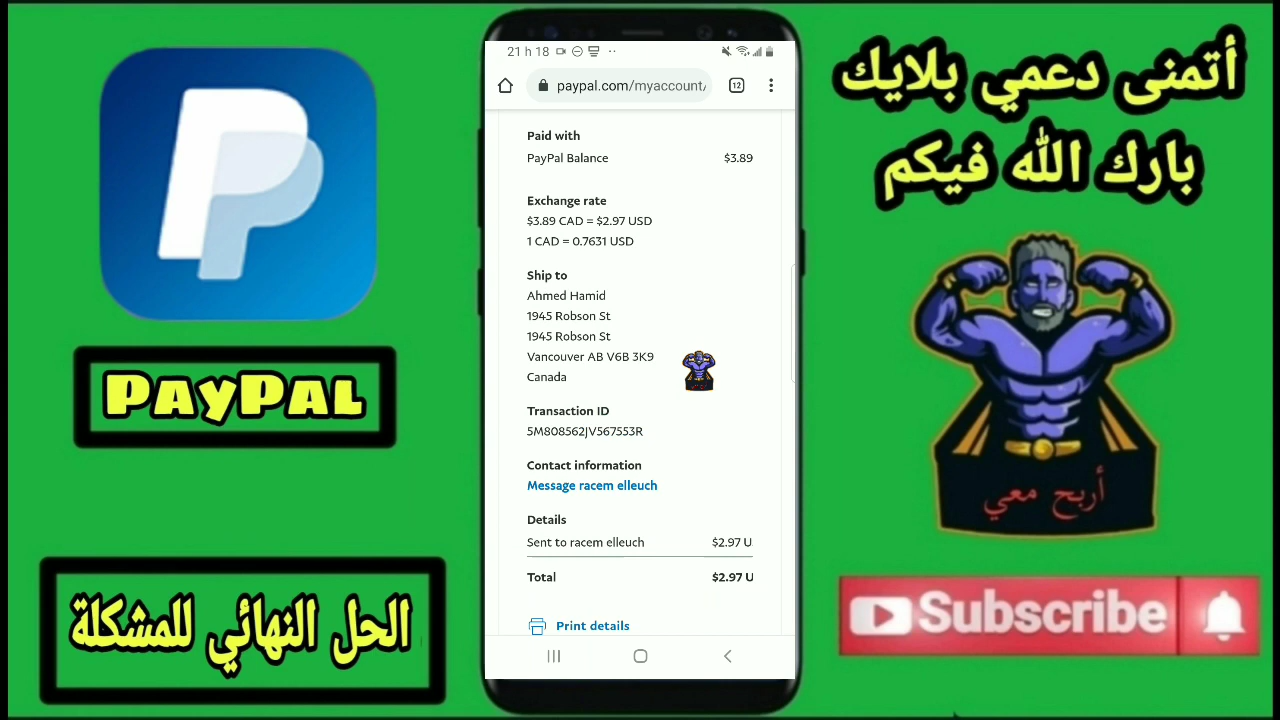 PayPal
الحل النهائي للمشكلة
21 h 18
paypal.com/myaccount/
12
Paid with
PayPal Balance $3.89
Exchange rate
$3.89 CAD = $2.97 USD
1 CAD = 0.7631 USD
Ship to
Ahmed Hamid
1945 Robson St
1945 Robson St
Vancouver AB V6B 3K9
Canada
Transaction ID
5M808562JV567553R
Contact information
Message racem elleuch
Details
Sent to racem elleuch $2.97 U
Total $2.97 U
Print details
أتمنى دعمي بلايك
بارك الله فيكم
أربح معي
Subscribe